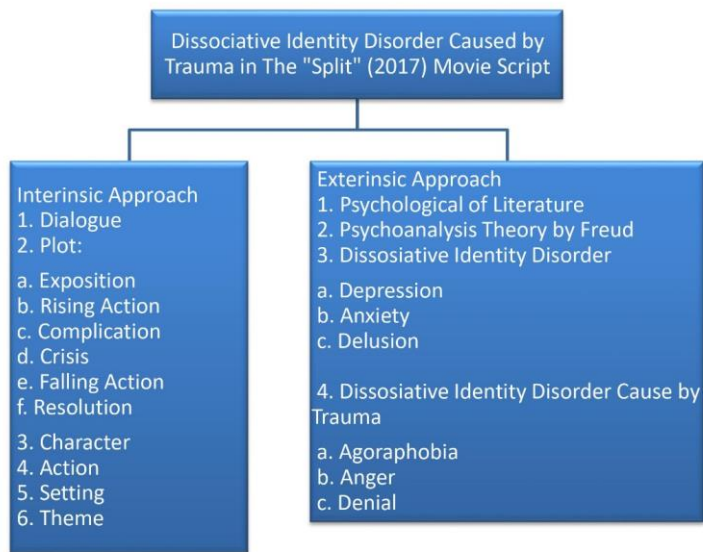 Dissociative Identity Disorder Caused by
Trauma in The "Split" (2017) Movie Script
Interinsic Approach
1. Dialogue
2. Plot:
a. Exposition
b. Rising Action
c. Complication
d. Crisis
e. Falling Action
f. Resolution
3. Character
4. Action
5. Setting
6. Theme
Exterinsic Approach
1. Psychological of Literature
2. Psychoanalysis Theory by Freud
3. Dissosiative Identity Disorder
a. Depression
b. Anxiety
c. Delusion
4. Dissosiative Identity Disorder Cause by
Trauma
a. Agoraphobia
b. Anger
c. Denial